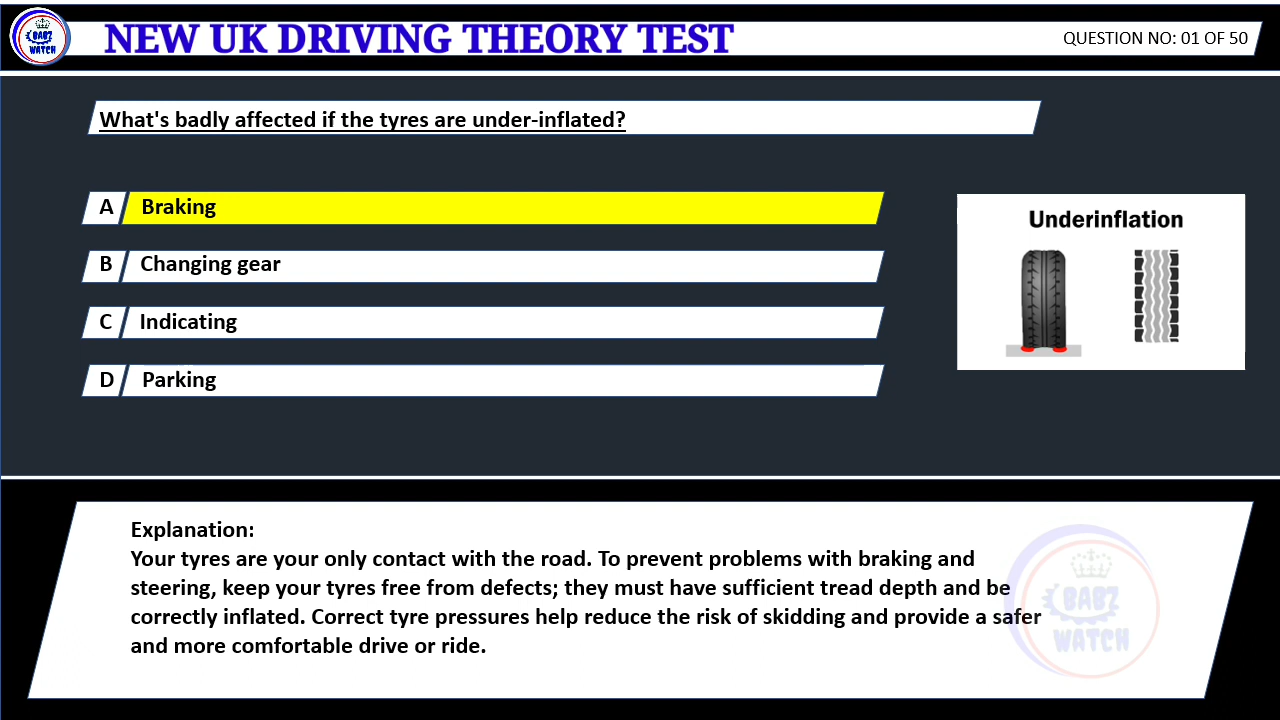 BABZ
WATCH
NEW UK DRIVING THEORY TEST
QUESTION NO: 01 OF 50
What's badly affected if the tyres are under-inflated?
A Braking
B Changing gear
C Indicating
D Parking
Underinflation
Explanation:
Your tyres are your only contact with the road. To prevent problems with braking and
steering, keep your tyres free from defects; they must have sufficient tread depth and be
correctly inflated. Correct tyre pressures help reduce the risk of skidding and provide a safer
and more comfortable drive or ride.
BABZ
WATCH